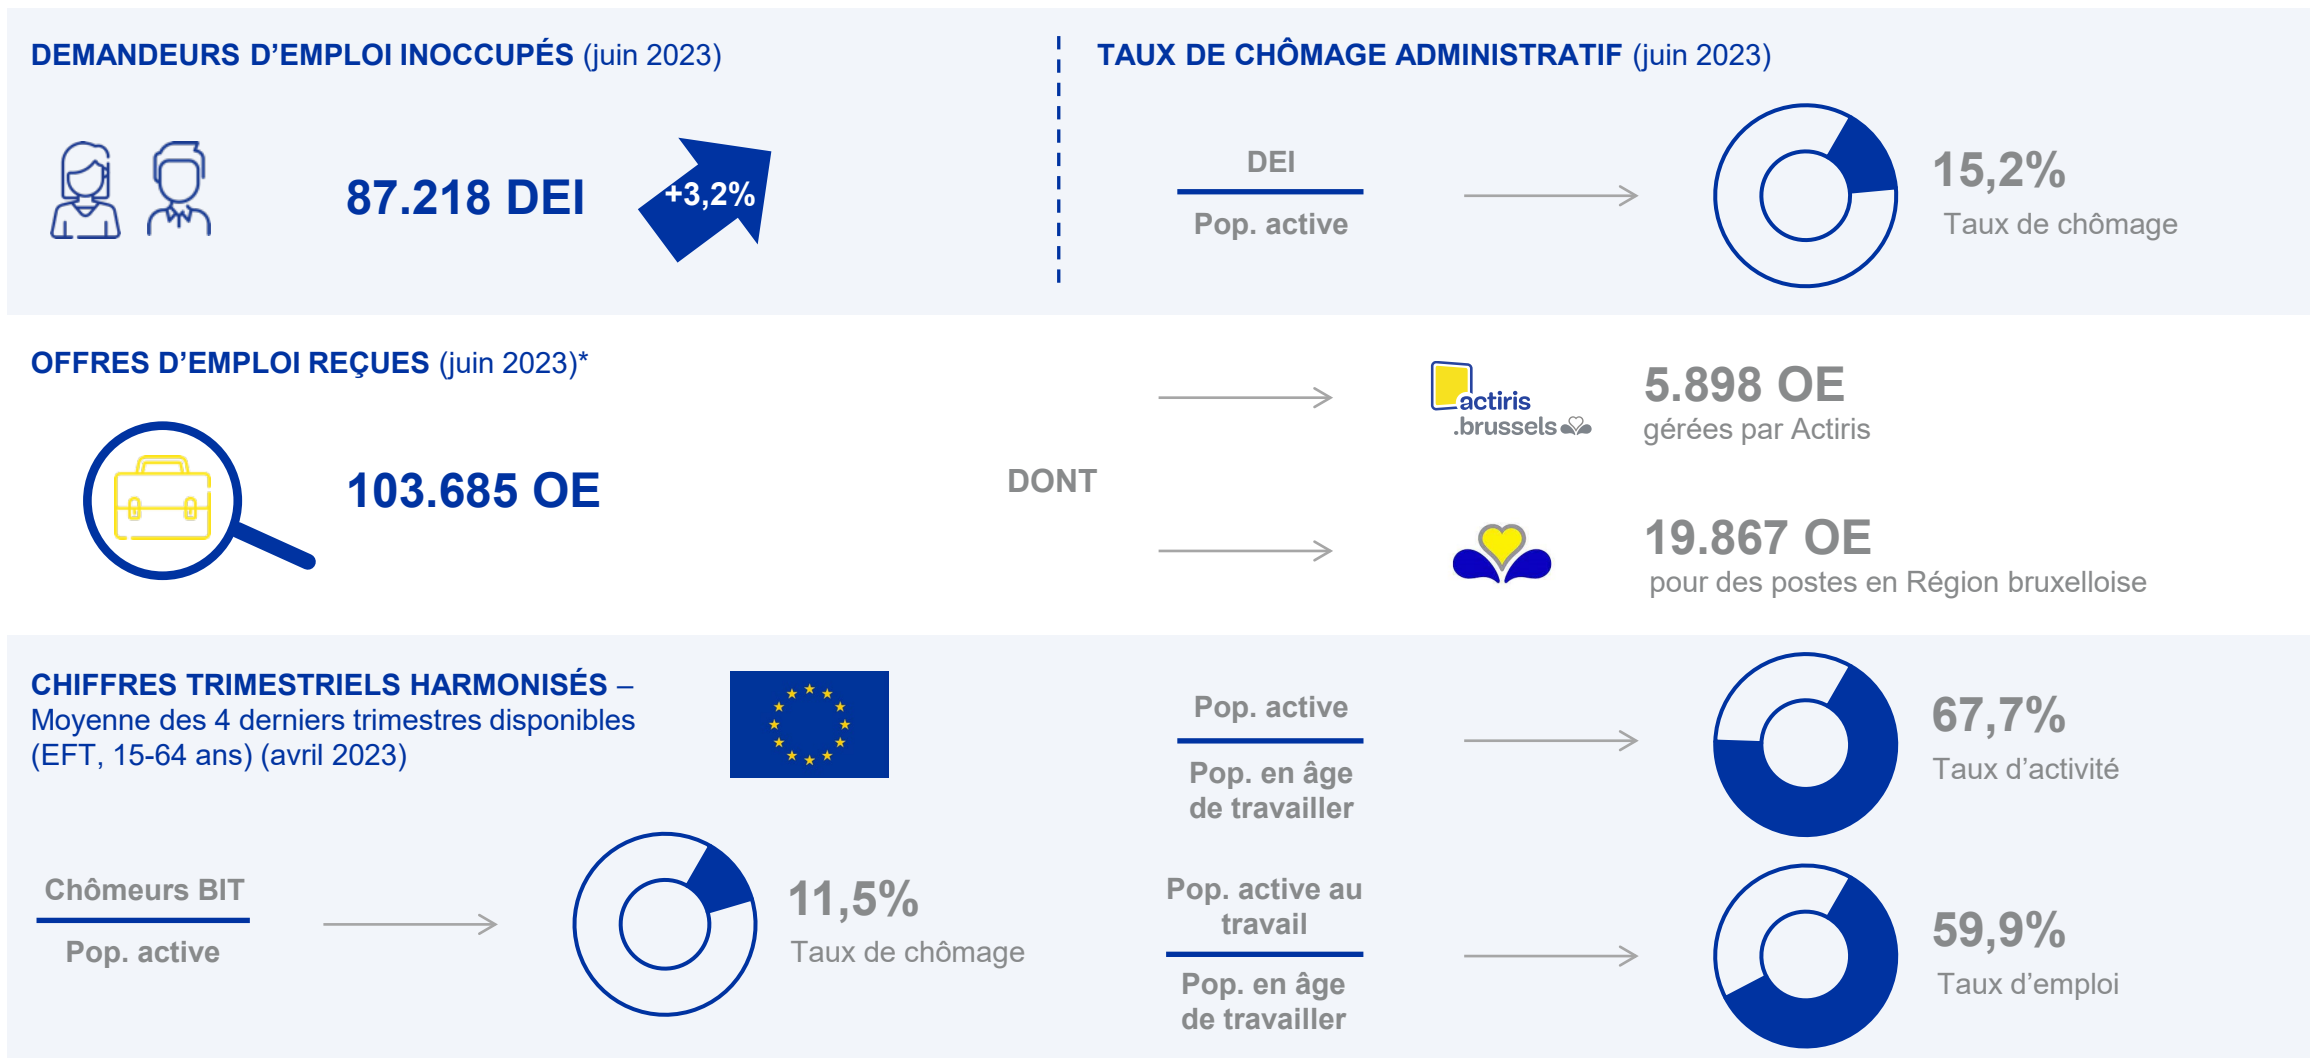 DEMANDEURS D'EMPLOI INOCCUPÉS (juin 2023)
87.218 DEI
+3,2%
TAUX DE CHÔMAGE ADMINISTRATIF (juin 2023)
DEI
Pop. active
15,2%
Taux de chômage
OFFRES D'EMPLOI REÇUES (juin 2023)*
103.685 OE
DONT
actiris
.brussels
5.898 OE
gérées par Actiris
19.867 OE
pour des postes en Région bruxelloise
CHIFFRES TRIMESTRIELS HARMONISÉS –
Moyenne des 4 derniers trimestres disponibles
(EFT, 15-64 ans) (avril 2023)
Chômeurs BIT
Pop. active
11,5%
Taux de chômage
Pop. active
Pop. en âge
de travailler
67,7%
Taux d'activité
Pop. active au
travail
Pop. en âge
de travailler
59,9%
Taux d'emploi